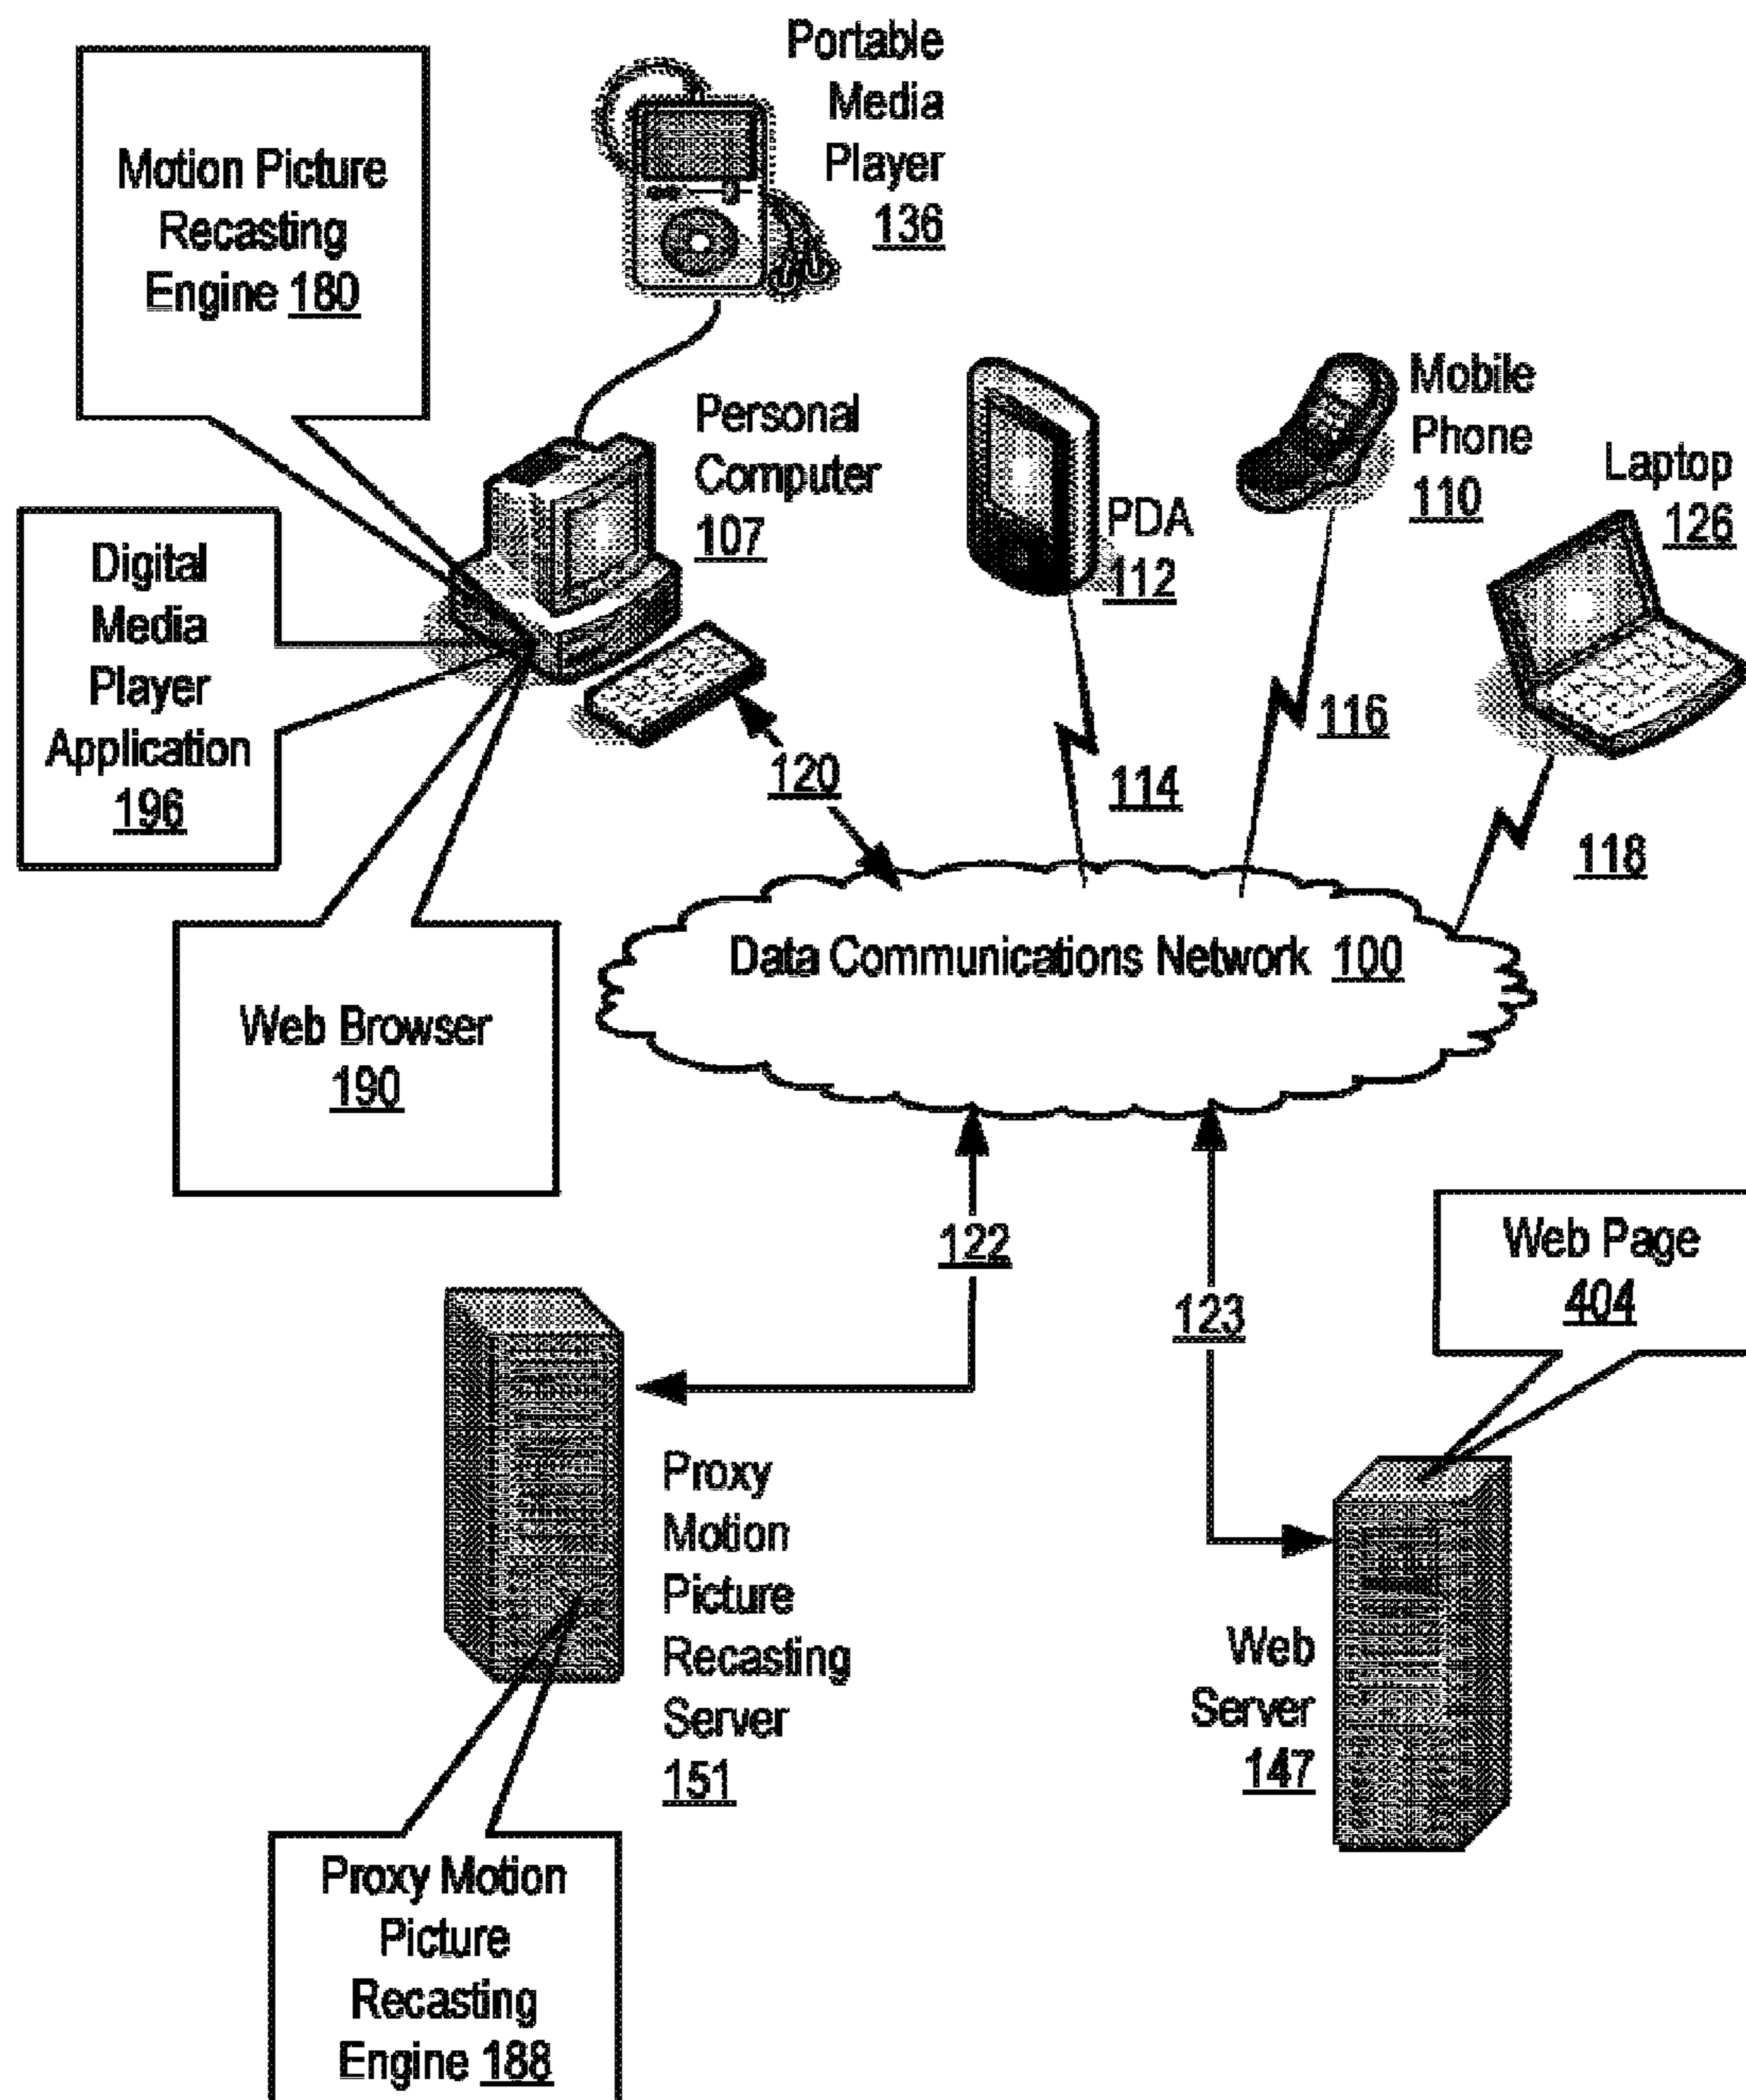 Portable
Media
Player
136
Motion Picture
Recasting
Engine 180
Personal
Computer
107
PDA
112
Mobile
Phone
110
Laptop
126
Digital
Media
Player
Application
196
120
114
116
118
Data Communications Network 100
Web Browser
190
122
123
Web Page
404
Proxy
Motion
Picture
Recasting
Server
151
Web
Server
147
Proxy Motion
Picture
Recasting
Engine 188